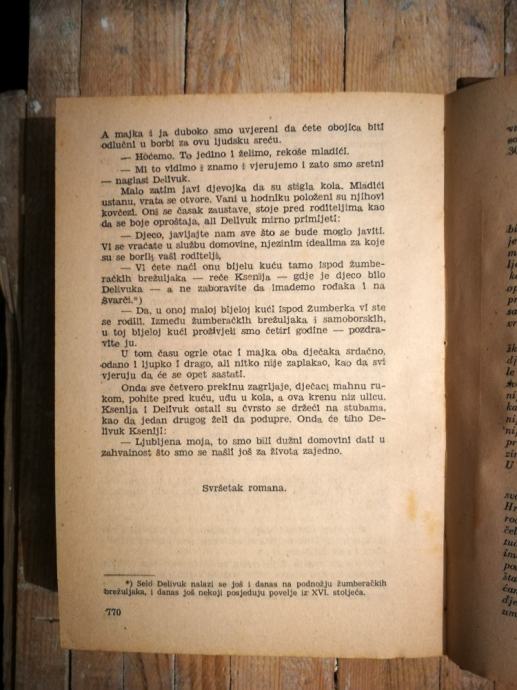 A majka i ja duboko smo uvjereni da ćete obojica biti
odlučni u borbi za ovu ljudsku sreću.
— Hoćemo. To jedino i želimo, rekoše mladići.
— Mi to vidimo i znamo i vjerujemo i zato smo sretni
— naglasi Delivuk.
Malo zatim javi djevojka da su stigla kola. Mladići
ustanu, vrata se otvore. Vani u hodniku položeni su njihovi
kovčezi. Oni se časak zaustave, stoje pred roditeljima kao
da se boje oproštaja, ali Delivuk mirno primijeti:
— Djeco, javljajte nam sve što se bude moglo javiti.
Vi se vraćate u službu domovine, njezinim idealima za koje
su se borili vaši roditelji,
— Vi ćete naći onu bijelu kuću tamo ispod žumbe-
račkih brežuljaka — reče Ksenija — gdje je djeco bilo
Delivuka — a ne zaboravite da imademo rođaka i na
Švarči.*)
— Da, u onoj maloj bijeloj kući ispod Žumberka vi ste
se rodili. Između žumberačkih brežuljaka i samoborskih,
u toj bijeloj kući proživjeli smo četiri godine — pozdra-
vite ju.
U tom času ogrle otac i majka oba dječaka srdačno,
odano i ljupko i drago, ali nitko nije zaplakao, kao da svi
vjeruju da će se opet sastati.
Onda sve četvero prekinu zagrljaje, dječaci mahnu ru-
kom, pohite pred kuću, uđu u kola, a ova krenu niz ulicu.
Ksenija i Delivuk ostali su čvrsto se držeći na stubama,
kao da jedan drugog želi da podupre. Onda će tiho De-
livuk Kseniji:
— Ljubljena moja, to smo bili dužni domovini dati u
zahvalnost što smo se našli još za života zajedno.
Svršetak romana.
*) Selo Delivuk nalazi se još i danas na podnožju žumberačkih
brežuljaka, i danas još nekoji posjeduju povelje iz XVI. stoljeća.
770